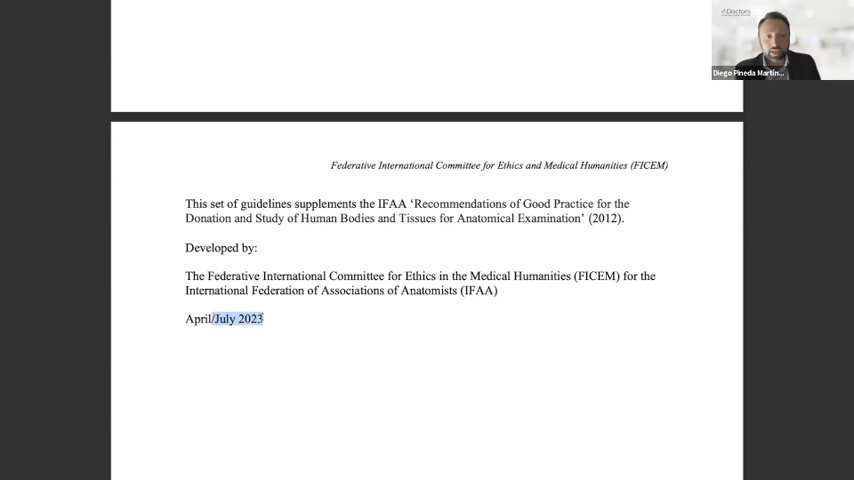 Doctors
Diego Pineda Martín...
Federative International Committee for Ethics and Medical Humanities (FICEM)
This set of guidelines supplements the IFAA ‘Recommendations of Good Practice for the
Donation and Study of Human Bodies and Tissues for Anatomical Examination’ (2012).
Developed by:
The Federative International Committee for Ethics in the Medical Humanities (FICEM) for the
International Federation of Associations of Anatomists (IFAA)
April/July 2023